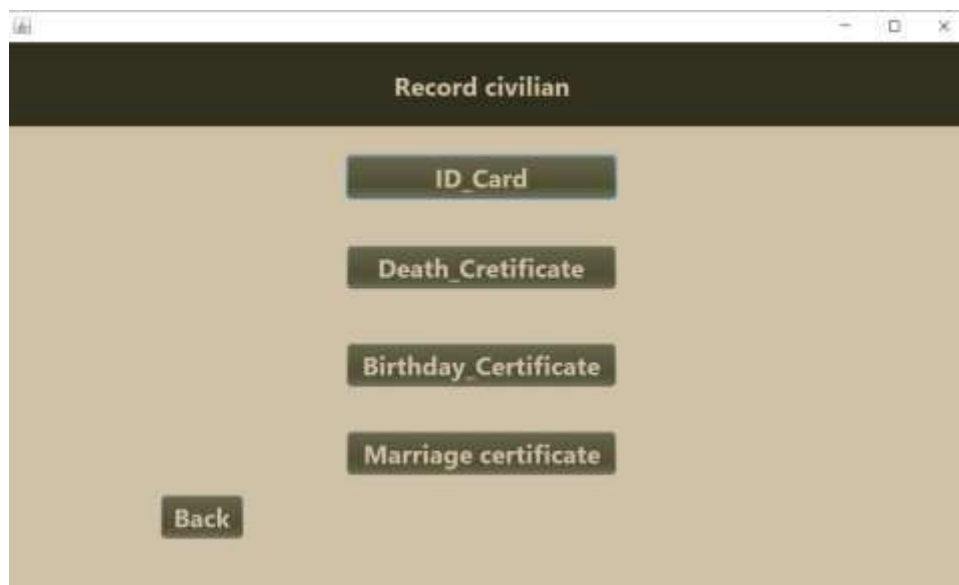 Record civilian
ID_Card
Death_Cretificate
Birthday_Certificate
Marriage certificate
Back